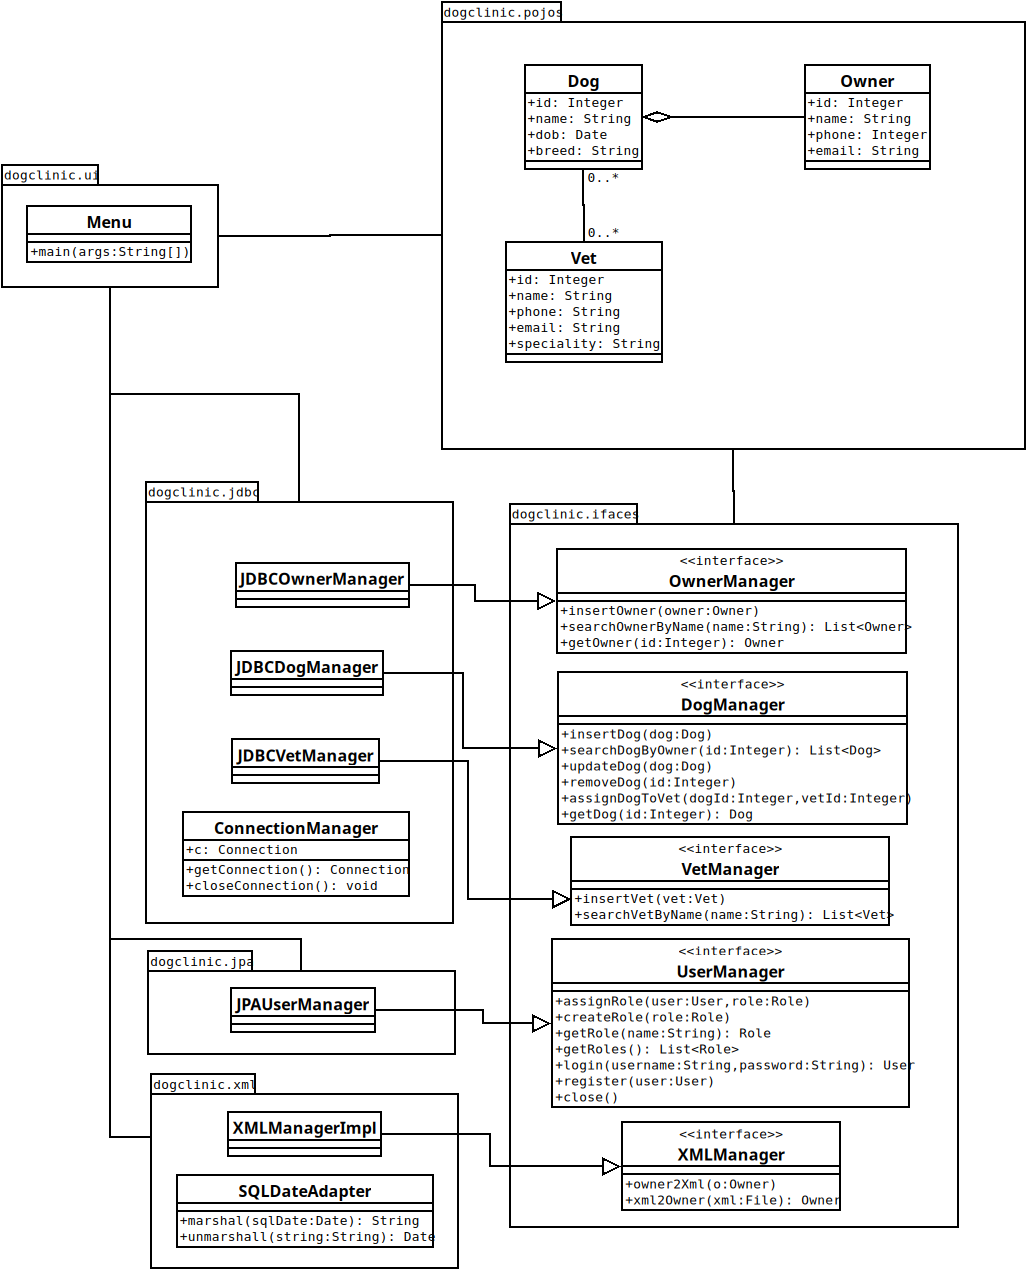 dogclinic.pojos
Dog
+id: Integer
+name: String
+dob: Date
+breed: String
Owner
+id: Integer
+name: String
+phone: Integer
+email: String
0..*
0..*
Vet
+id: Integer
+name: String
+phone: String
+email: String
+speciality: String
dogclinic.ui
Menu
+main(args:String[])
dogclinic.jdbc
JDBCOwnerManager
JDBCDogManager
JDBCVetManager
ConnectionManager
+c: Connection
+getConnection(): Connection
+closeConnection(): void
dogclinic.ifaces
<<interface>>
OwnerManager
+insertOwner(owner:Owner)
+searchOwnerByName(name:String): List<Owner>
+getOwner(id:Integer): Owner
<<interface>>
DogManager
+insertDog(dog:Dog)
+searchDogByOwner(id:Integer): List<Dog>
+updateDog(dog:Dog)
+removeDog(id:Integer)
+assignDogToVet(dogId:Integer,vetId:Integer)
+getDog(id:Integer): Dog
<<interface>>
VetManager
+insertVet(vet:Vet)
+searchVetByName(name:String): List<Vet>
<<interface>>
UserManager
+assignRole(user:User,role:Role)
+createRole(role:Role)
+getRole(name:String): Role
+getRoles(): List<Role>
+login(username:String,password:String): User
+register(user:User)
+close()
<<interface>>
XMLManager
+owner2Xml(o:Owner)
+xml2Owner(xml:File): Owner
dogclinic.jpa
JPAUserManager
dogclinic.xml
XMLManagerImpl
SQLDateAdapter
+marshal(sqlDate:Date): String
+unmarshall(string:String): Date